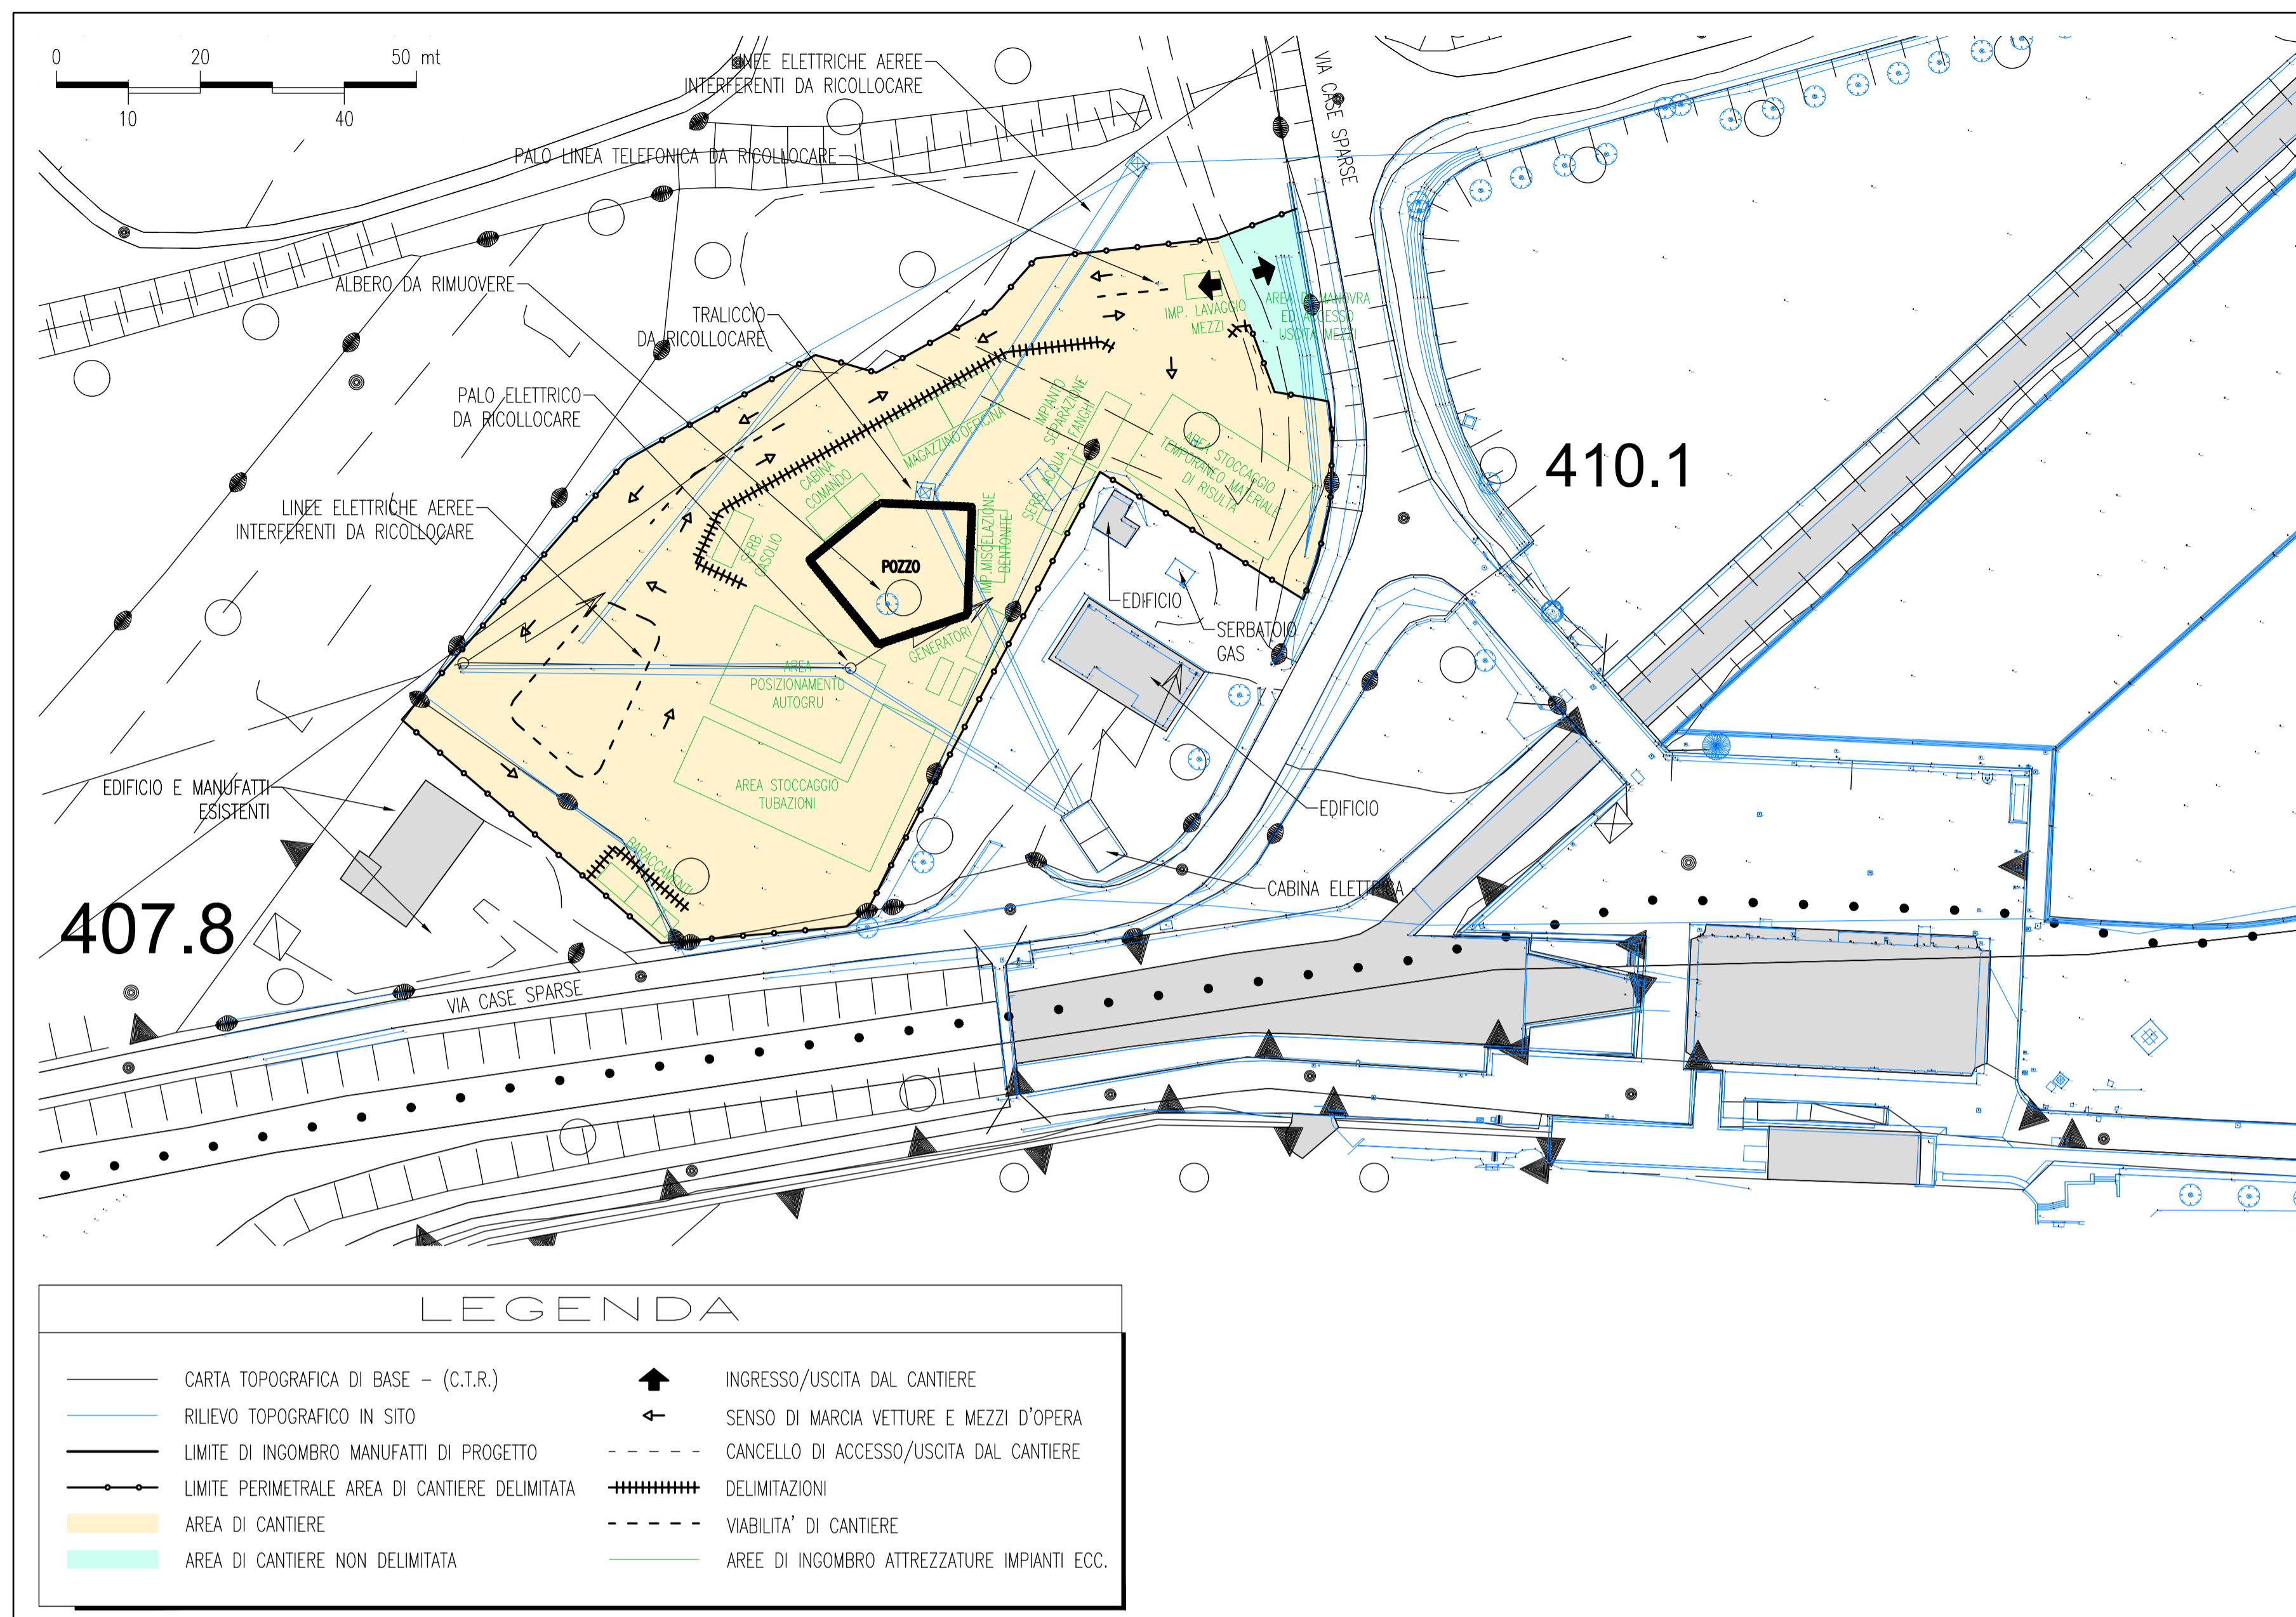 0 20 50 mt
10 40
LINEE ELETTRICHE AEREE
INTERFERENTI DA RICOLLOCARE
VIA CASE SPARSE
PALO LINEA TELEFONICA DA RICOLLOCARE
ALBERO DA RIMUOVERE
TRALICCIO
DA RICOLLOCARE
IMP. LAVAGGIO
MEZZI
AREA DI MANOVRA
ED ACCESSO
USCITA MEZZI
PALO ELETTRICO
DA RICOLLOCARE
MAGAZZINO
OFFICINA
IMPIANTO
SEPARAZIONE
FANGHI
SERB. ACQUA
AREA STOCCAGGIO
TEMPORANEO MATERIALE
DI RISULTA
410.1
CABINA
COMANDO
LINEE ELETTRICHE AEREE
INTERFERENTI DA RICOLLOCARE
SERB.
GASOLIO
POZZO
IMP.MISCELAZIONE
BENTONITE
EDIFICIO
SERBATOIO
GAS
GENERATORI
AREA
POSIZIONAMENTO
AUTOGRU
AREA STOCCAGGIO
TUBAZIONI
EDIFICIO
EDIFICIO E MANUFATTI
ESISTENTI
BARACCAMENTI
CABINA ELETTRICA
407.8
VIA CASE SPARSE
LEGENDA
CARTA TOPOGRAFICA DI BASE - (C.T.R.)
RILIEVO TOPOGRAFICO IN SITO
LIMITE DI INGOMBRO MANUFATTI DI PROGETTO
LIMITE PERIMETRALE AREA DI CANTIERE DELIMITATA
AREA DI CANTIERE
AREA DI CANTIERE NON DELIMITATA
INGRESSO/USCITA DAL CANTIERE
SENSO DI MARCIA VETTURE E MEZZI D'OPERA
CANCELLO DI ACCESSO/USCITA DAL CANTIERE
DELIMITAZIONI
VIABILITA' DI CANTIERE
AREE DI INGOMBRO ATTREZZATURE IMPIANTI ECC.